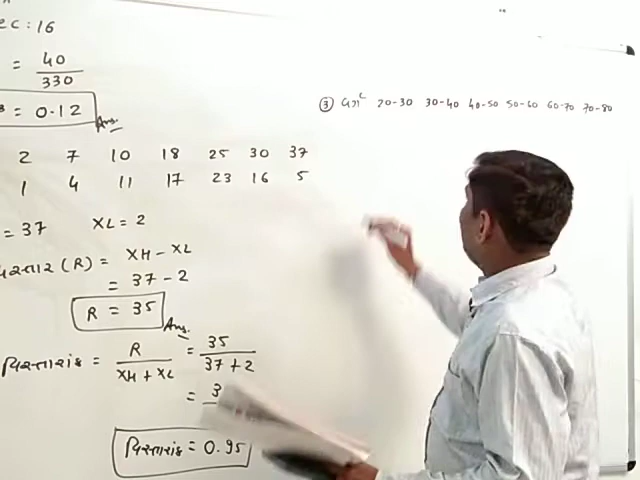 EC : 16
= 40
330
= 0.12
Ans.
2 7 10 18 25 30 37
1 4 11 17 23 16 5
= 37 XL = 2
વિસ્તાર (R) = XH - XL
= 37 - 2
R = 35
Ans.
વિસ્તારાંક = R = 35
XH + XL 37 + 2
= 3
વિસ્તારાંક = 0.95
③ વર્ગ 20-30 30-40 40-50 50-60 60-70 70-80